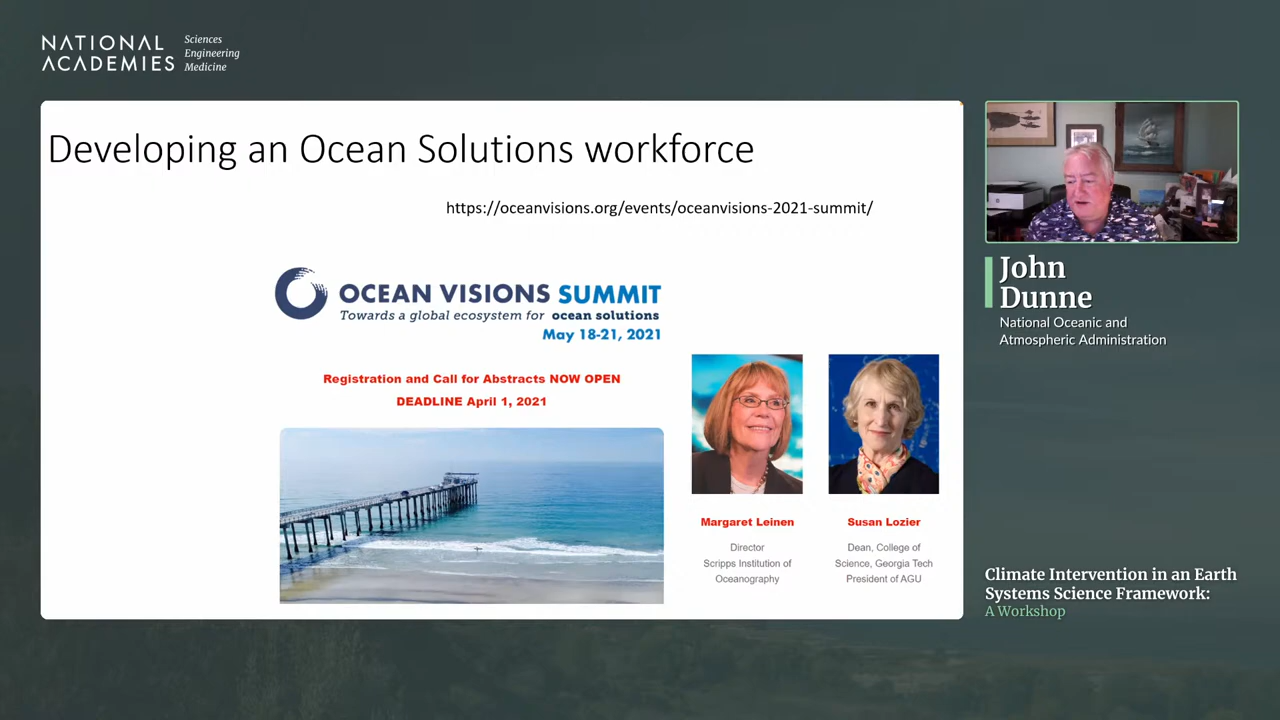 NATIONAL
ACADEMIES
Sciences
Engineering
Medicine
Developing an Ocean Solutions workforce
https://oceanvisions.org/events/oceanvisions-2021-summit/
OCEAN VISIONS SUMMIT
Towards a global ecosystem for ocean solutions
May 18-21, 2021
Registration and Call for Abstracts NOW OPEN
DEADLINE April 1, 2021
Margaret Leinen
Director
Scripps Institution of
Oceanography
Susan Lozier
Dean, College of
Science, Georgia Tech
President of AGU
John
Dunne
National Oceanic and
Atmospheric Administration
Climate Intervention in an Earth
Systems Science Framework:
A Workshop